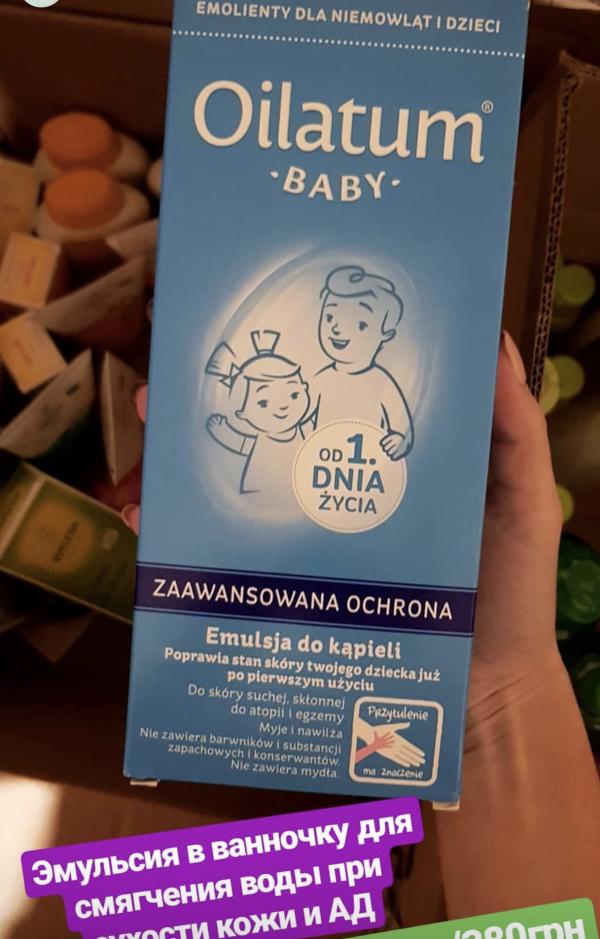 EMOLIENTY DLA NIEMOWLĄT I DZIECI
Oilatum®
·BABY·
OD 1.
DNIA
ŻYCIA
ZAAWANSOWANA OCHRONA
Emulsja do kąpieli
Poprawia stan skóry twojego dziecka już
po pierwszym użyciu
Do skóry suchej, skłonnej
do atopii i egzemy
Myje i nawilża
Nie zawiera barwników i substancji
zapachowych i konserwantów.
Nie zawiera mydła.
Przytulenie
ma znaczenie
WELEDA
Эмульсия в ванночку для
смягчения воды при
сухости кожи и АД
/380грн